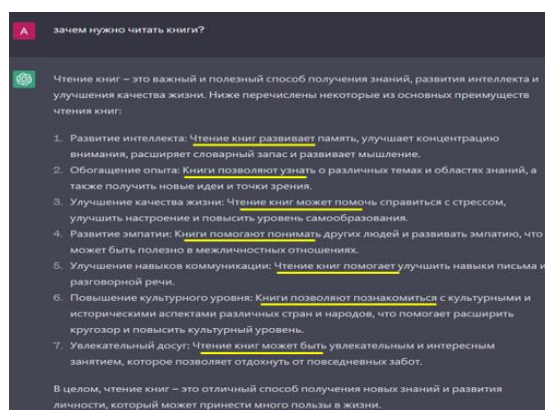 А
зачем нужно читать книги?
Чтение книг – это важный и полезный способ получения знаний, развития интеллекта и
улучшения качества жизни. Ниже перечислены некоторые из основных преимуществ
чтения книг:
1. Развитие интеллекта: Чтение книг развивает память, улучшает концентрацию
внимания, расширяет словарный запас и развивает мышление.
2. Обогащение опыта: Книги позволяют узнать о различных темах и областях знаний, а
также получить новые идеи и точки зрения.
3. Улучшение качества жизни: Чтение книг может помочь справиться с стрессом,
улучшить настроение и повысить уровень самообразования.
4. Развитие эмпатии: Книги помогают понимать других людей и развивать эмпатию, что
может быть полезно в межличностных отношениях.
5. Улучшение навыков коммуникации: Чтение книг помогает улучшить навыки письма и
разговорной речи.
6. Повышение культурного уровня: Книги позволяют познакомиться с культурными и
историческими аспектами различных стран и народов, что помогает расширить
кругозор и повысить культурный уровень.
7. Увлекательный досуг: Чтение книг может быть увлекательным и интересным
занятием, которое позволяет отдохнуть от повседневных забот.
В целом, чтение книг – это отличный способ получения новых знаний и развития
личности, который может принести много пользы в жизни.